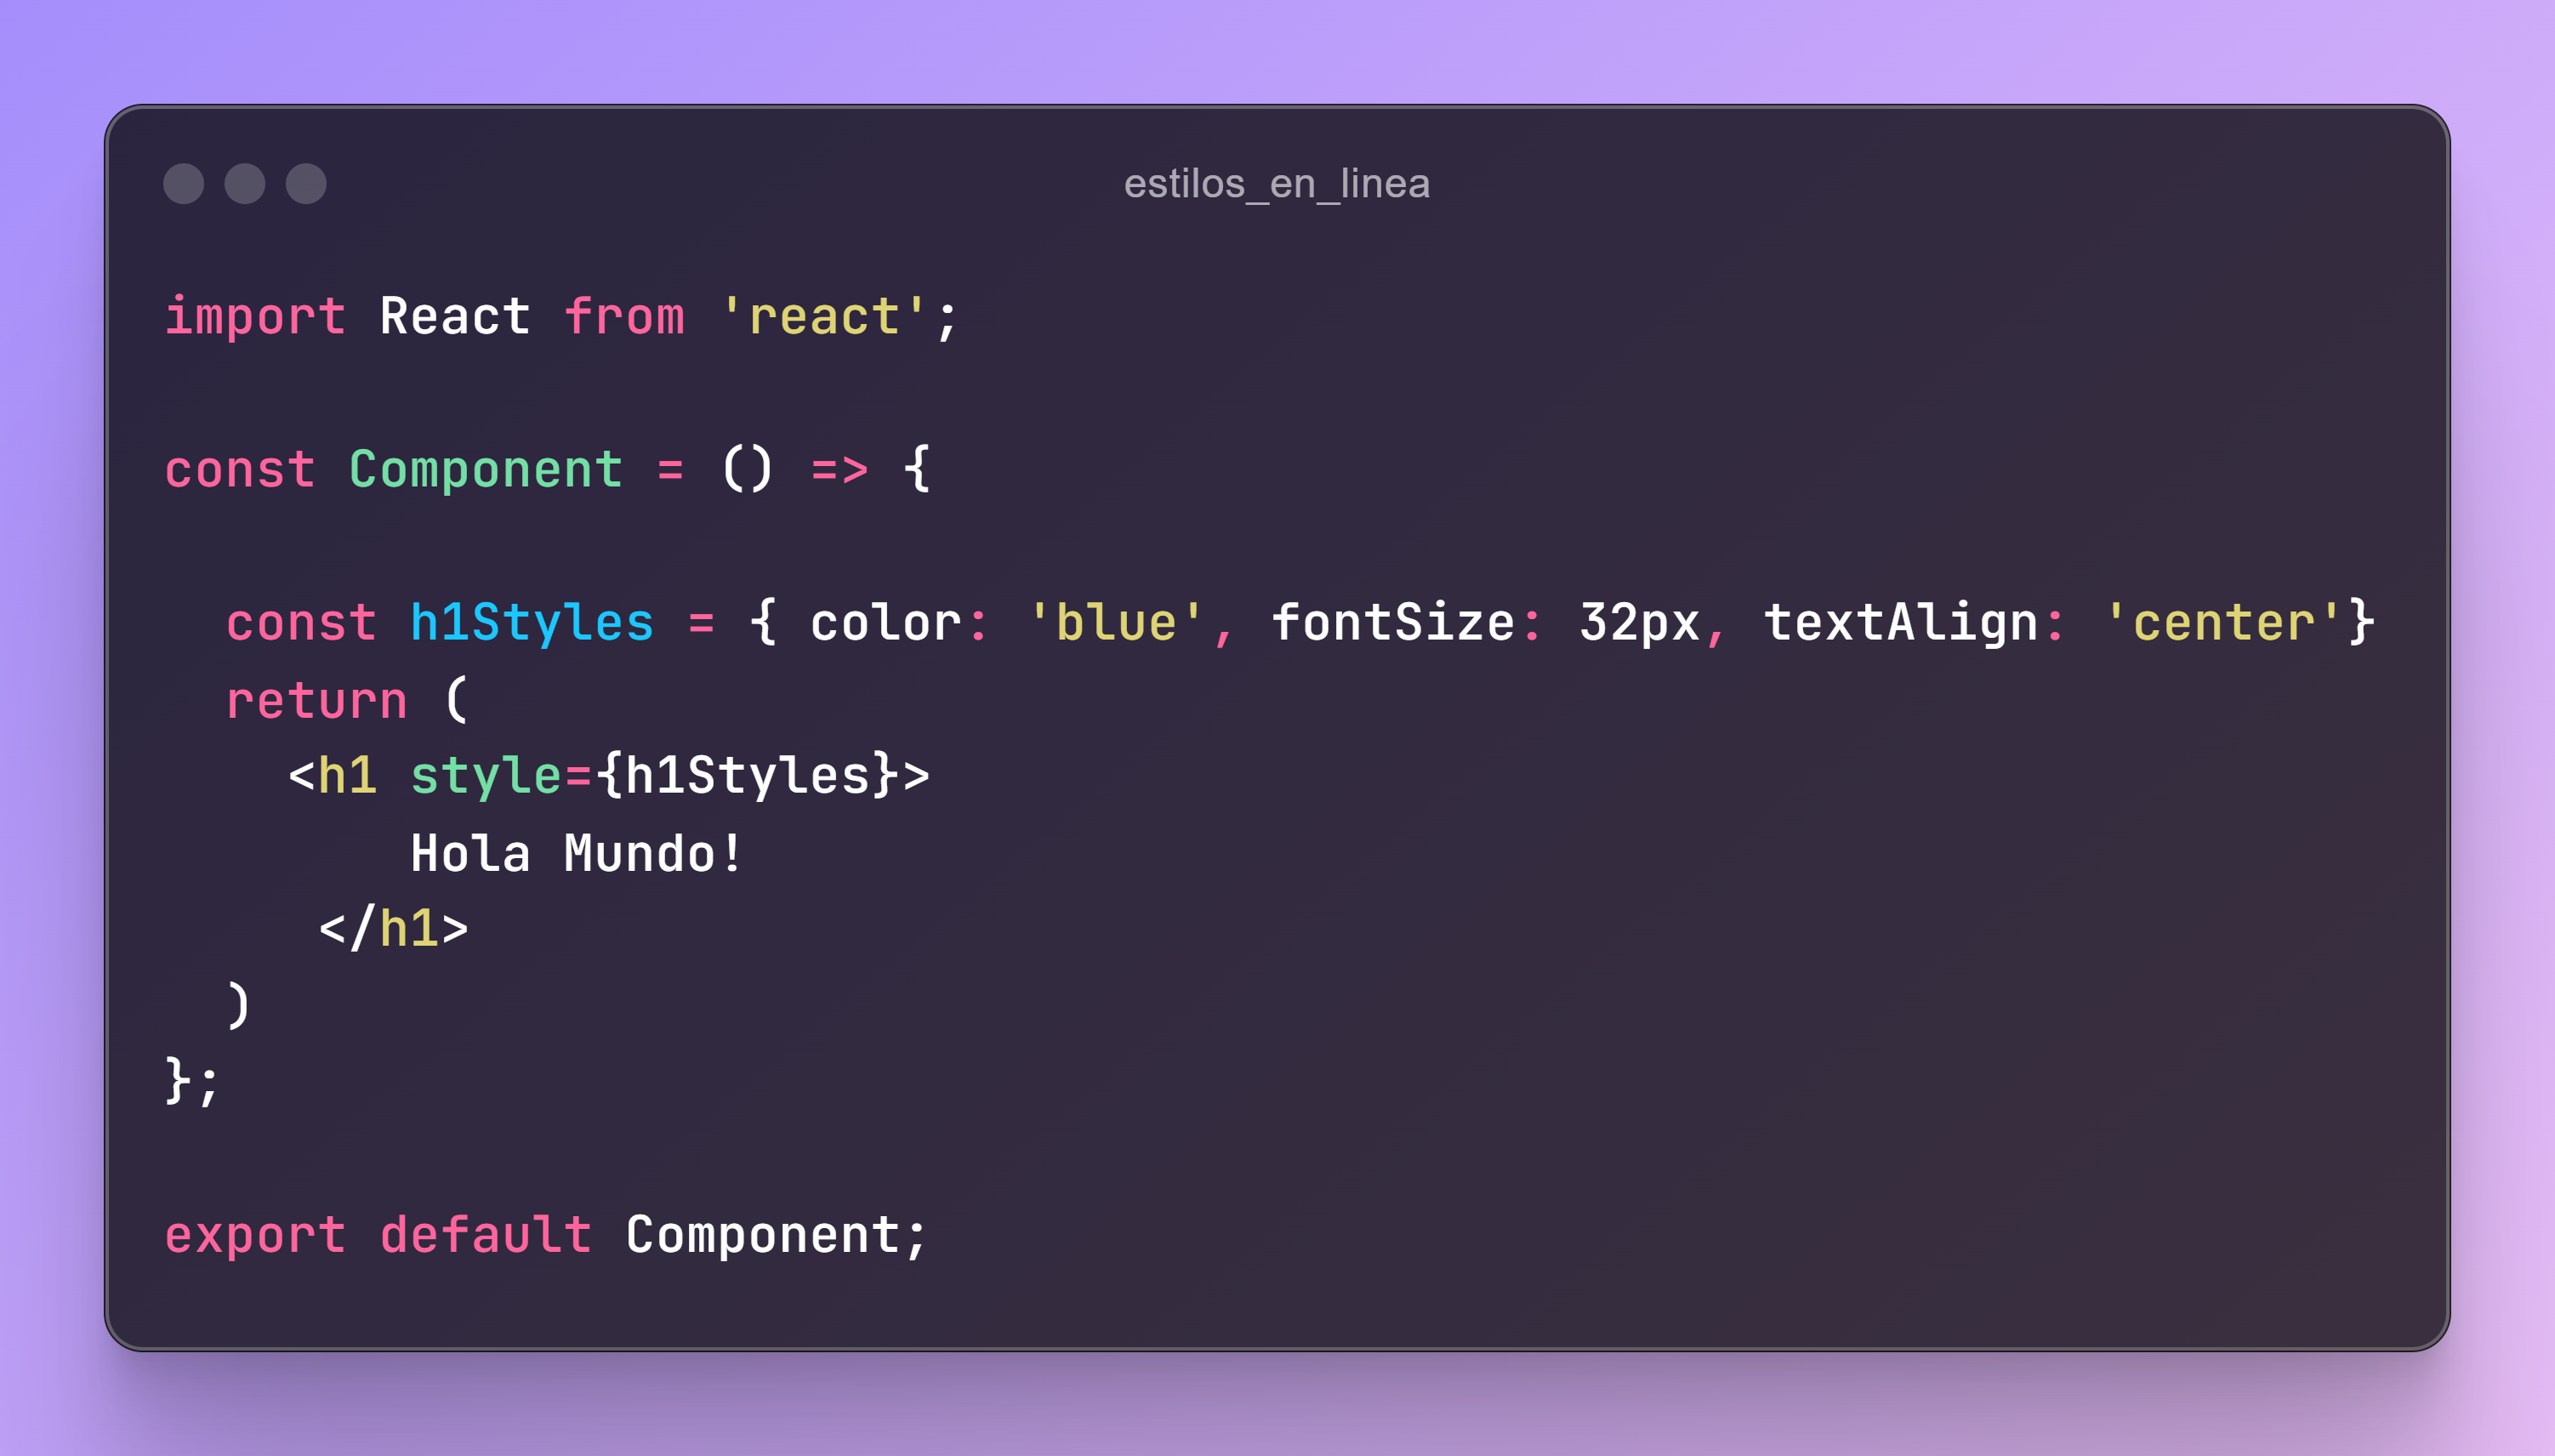 estilos_en_linea
import React from 'react';
const Component = () => {
const h1Styles = { color: 'blue', fontSize: 32px, textAlign: 'center'}
return (
<h1 style={h1Styles}>
Hola Mundo!
</h1>
)
};
export default Component;